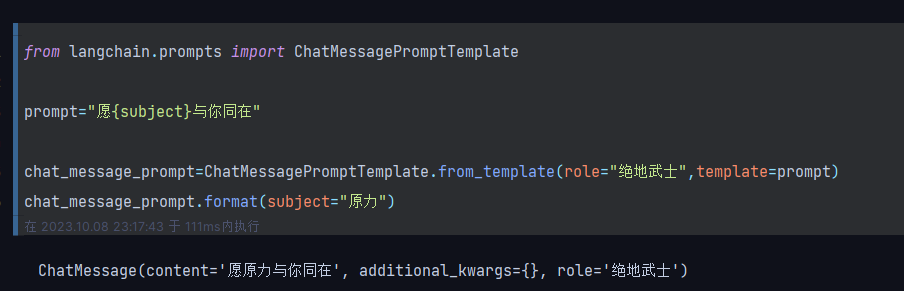 from langchain.prompts import ChatMessagePromptTemplate
prompt="愿{subject}与你同在"
chat_message_prompt=ChatMessagePromptTemplate.from_template(role="绝地武士",template=prompt)
chat_message_prompt.format(subject="原力")
在 2023.10.08 23:17:43 于 111ms内执行
ChatMessage(content='愿原力与你同在', additional_kwargs={}, role='绝地武士')